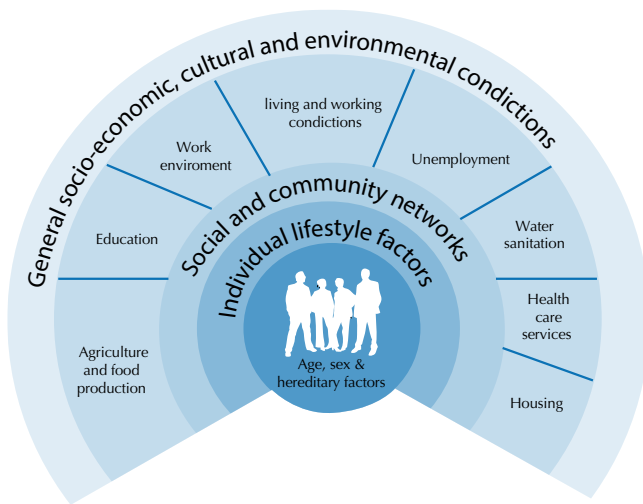 General socio-economic, cultural and environmental conditions
living and working
condictions
Work
enviroment
Unemployment
Education
Water
sanitation
Agriculture
and food
production
Health
care
services
Housing
Social and community networks
Individual lifestyle factors
Age, sex &
hereditary factors